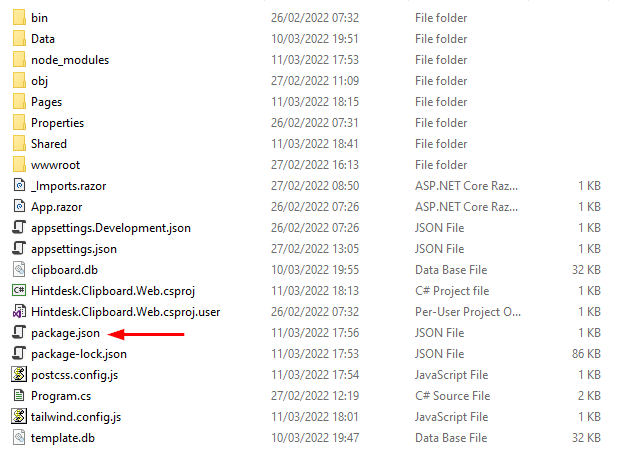 bin 26/02/2022 07:32 File folder
Data 10/03/2022 19:51 File folder
node_modules 11/03/2022 17:53 File folder
obj 27/02/2022 11:09 File folder
Pages 11/03/2022 18:15 File folder
Properties 26/02/2022 07:31 File folder
Shared 11/03/2022 18:41 File folder
wwwroot 27/02/2022 16:13 File folder
_Imports.razor 27/02/2022 08:50 ASP.NET Core Raz... 1 KB
App.razor 26/02/2022 07:26 ASP.NET Core Raz... 1 KB
appsettings.Development.json 26/02/2022 07:26 JSON File 1 KB
appsettings.json 27/02/2022 13:05 JSON File 1 KB
clipboard.db 10/03/2022 19:55 Data Base File 32 KB
C# Hintdesk.Clipboard.Web.csproj 11/03/2022 18:13 C# Project file 1 KB
Hintdesk.Clipboard.Web.csproj.user 26/02/2022 07:32 Per-User Project O... 1 KB
package.json 11/03/2022 17:56 JSON File 1 KB
package-lock.json 11/03/2022 17:53 JSON File 86 KB
postcss.config.js 11/03/2022 17:54 JavaScript File 1 KB
Program.cs 27/02/2022 12:19 C# Source File 2 KB
tailwind.config.js 11/03/2022 18:01 JavaScript File 1 KB
template.db 10/03/2022 19:47 Data Base File 32 KB